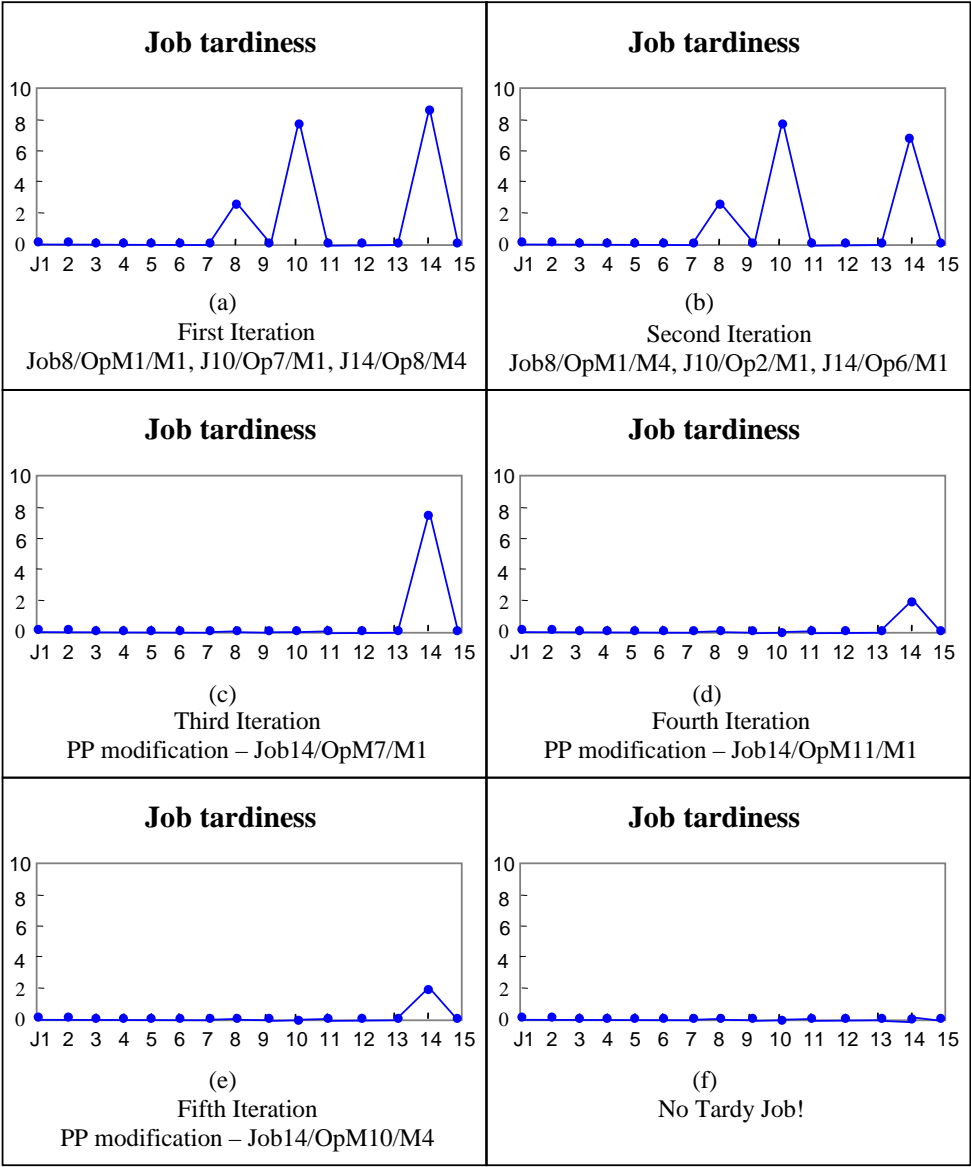 Job tardiness
10
8
6
4
2
0
J1 2 3 4 5 6 7 8 9 10 11 12 13 14 15
(a)
First Iteration
Job8/OpM1/M1, J10/Op7/M1, J14/Op8/M4
Job tardiness
10
8
6
4
2
0
J1 2 3 4 5 6 7 8 9 10 11 12 13 14 15
(b)
Second Iteration
Job8/OpM1/M4, J10/Op2/M1, J14/Op6/M1
Job tardiness
10
8
6
4
2
0
J1 2 3 4 5 6 7 8 9 10 11 12 13 14 15
(c)
Third Iteration
PP modification – Job14/OpM7/M1
Job tardiness
10
8
6
4
2
0
J1 2 3 4 5 6 7 8 9 10 11 12 13 14 15
(d)
Fourth Iteration
PP modification – Job14/OpM11/M1
Job tardiness
10
8
6
4
2
0
J1 2 3 4 5 6 7 8 9 10 11 12 13 14 15
(e)
Fifth Iteration
PP modification – Job14/OpM10/M4
Job tardiness
10
8
6
4
2
0
J1 2 3 4 5 6 7 8 9 10 11 12 13 14 15
(f)
No Tardy Job!